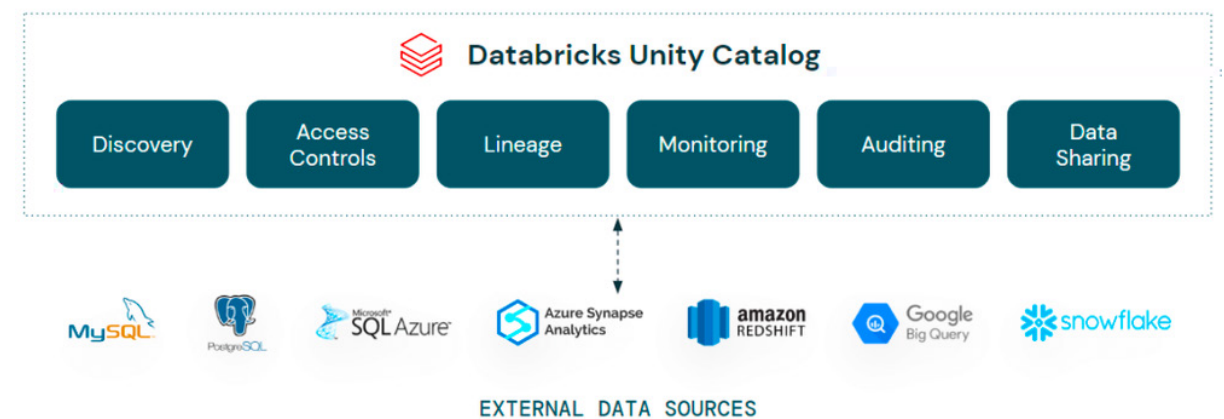 Databricks Unity Catalog
Discovery
Access
Controls
Lineage
Monitoring
Auditing
Data
Sharing
MySQL
PostgreSQL
Microsoft
SQL Azure
Azure Synapse
Analytics
amazon
REDSHIFT
Google
Big Query
snowflake
EXTERNAL DATA SOURCES